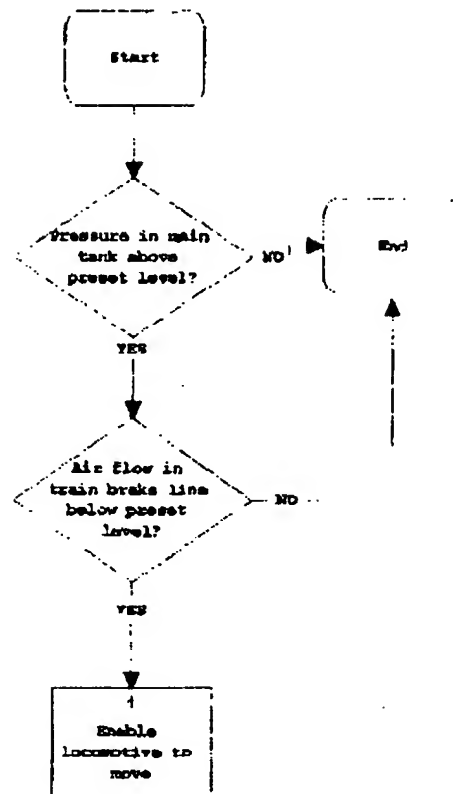 Start
Pressure in main
tank above
preset level?
NO
End
YES
Air flow in
train brake line
below preset
level?
NO
YES
Enable
locomotive to
move